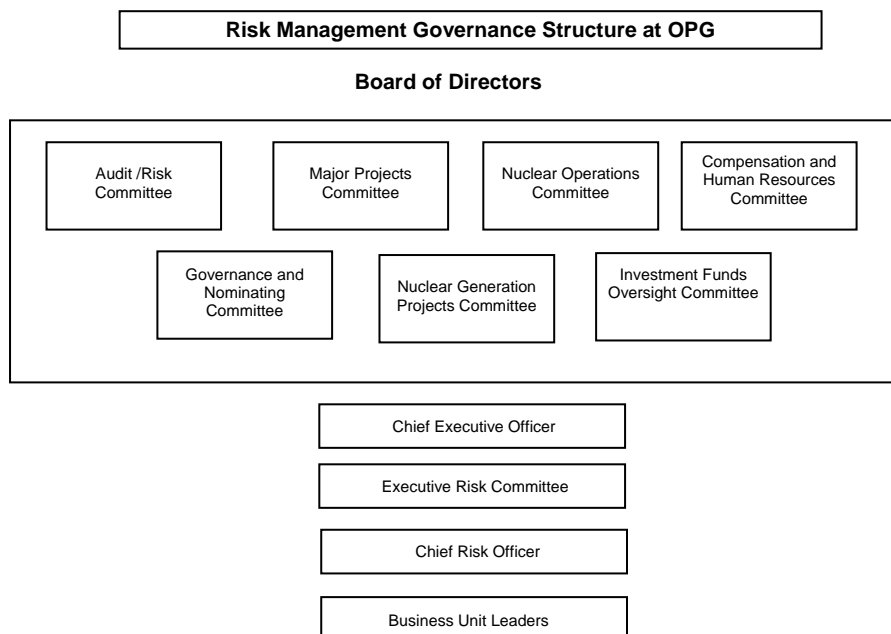 Risk Management Governance Structure at OPG
Board of Directors
Audit /Risk
Committee
Major Projects
Committee
Nuclear Operations
Committee
Compensation and
Human Resources
Committee
Governance and
Nominating
Committee
Nuclear Generation
Projects Committee
Investment Funds
Oversight Committee
Chief Executive Officer
Executive Risk Committee
Chief Risk Officer
Business Unit Leaders